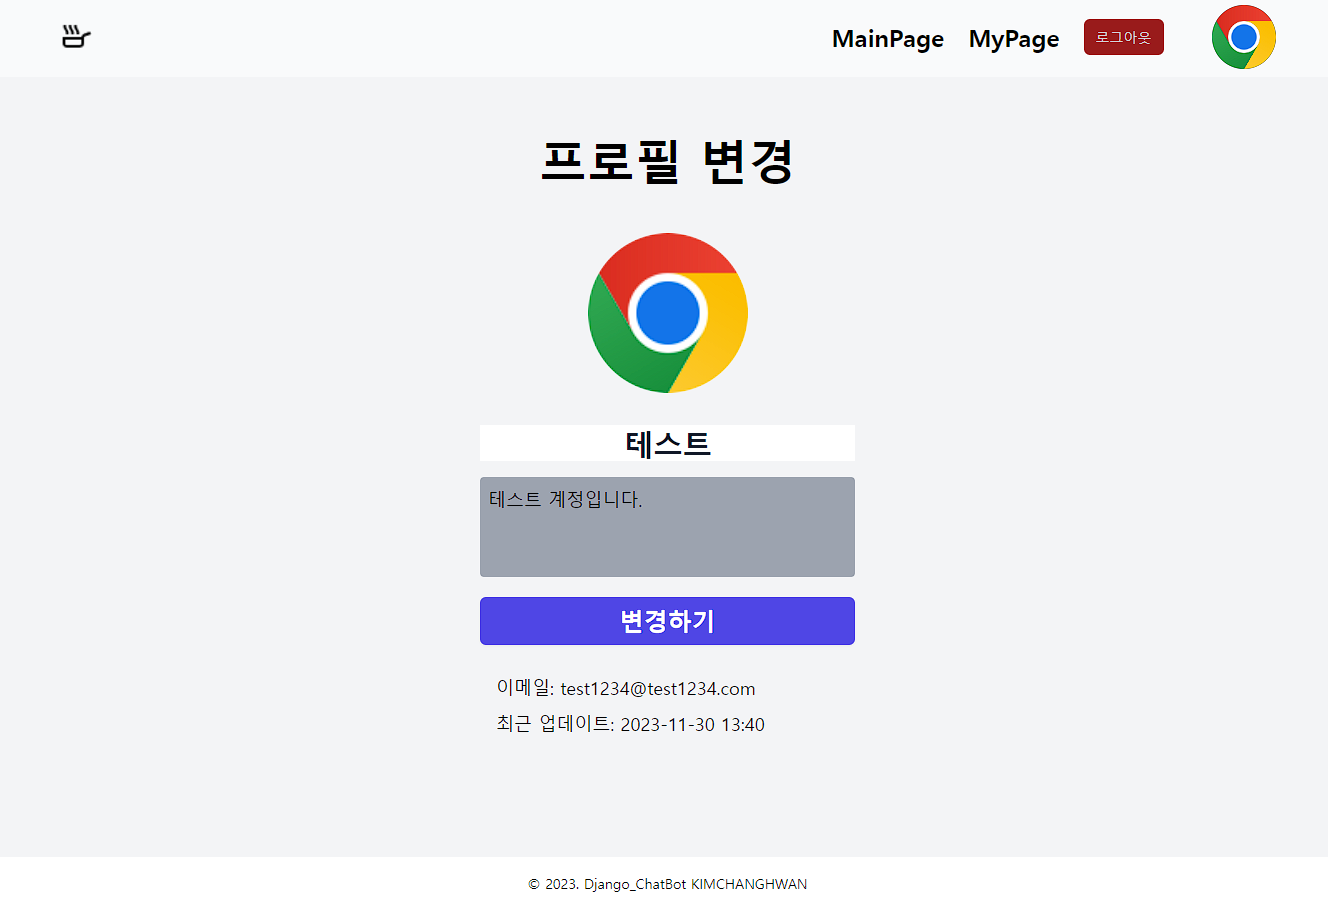 MainPage MyPage 로그아웃
프로필 변경
테스트
테스트 계정입니다.
변경하기
이메일: test1234@test1234.com
최근 업데이트: 2023-11-30 13:40
© 2023. Django_ChatBot KIMCHANGHWAN